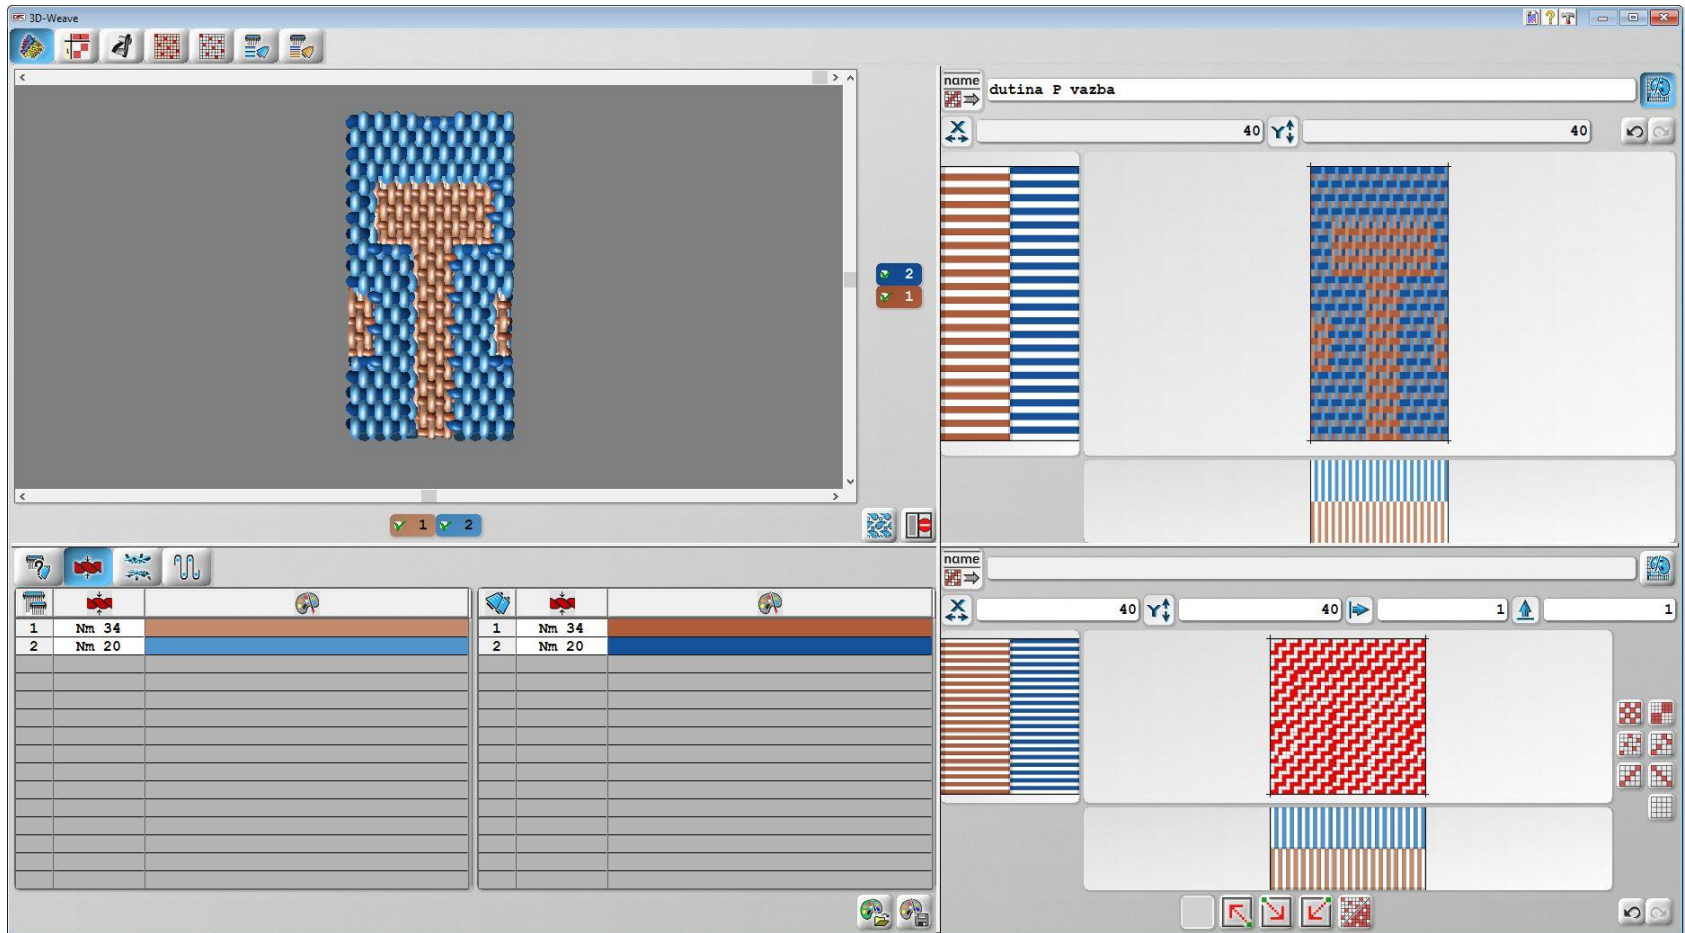 3D-Weave
name
dutina P vazba
X 40 Y 40
2
1
1 2
name
X 40 Y 40 1 1
1 Nm 34 1 Nm 34
2 Nm 20 2 Nm 20